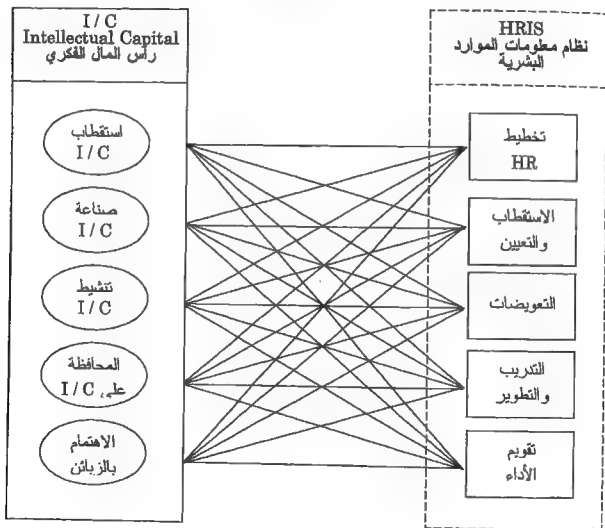 I / C
Intellectual Capital
رأس المال الفكري
استقطاب
I / C
صناعة
I / C
تنشيط
I / C
المحافظة
على I / C
الاهتمام
بالزبائن
HRIS
نظام معلومات الموارد
البشرية
تخطيط
HR
الاستقطاب
والتعيين
التعويضات
التدريب
والتطوير
تقويم
الأداء